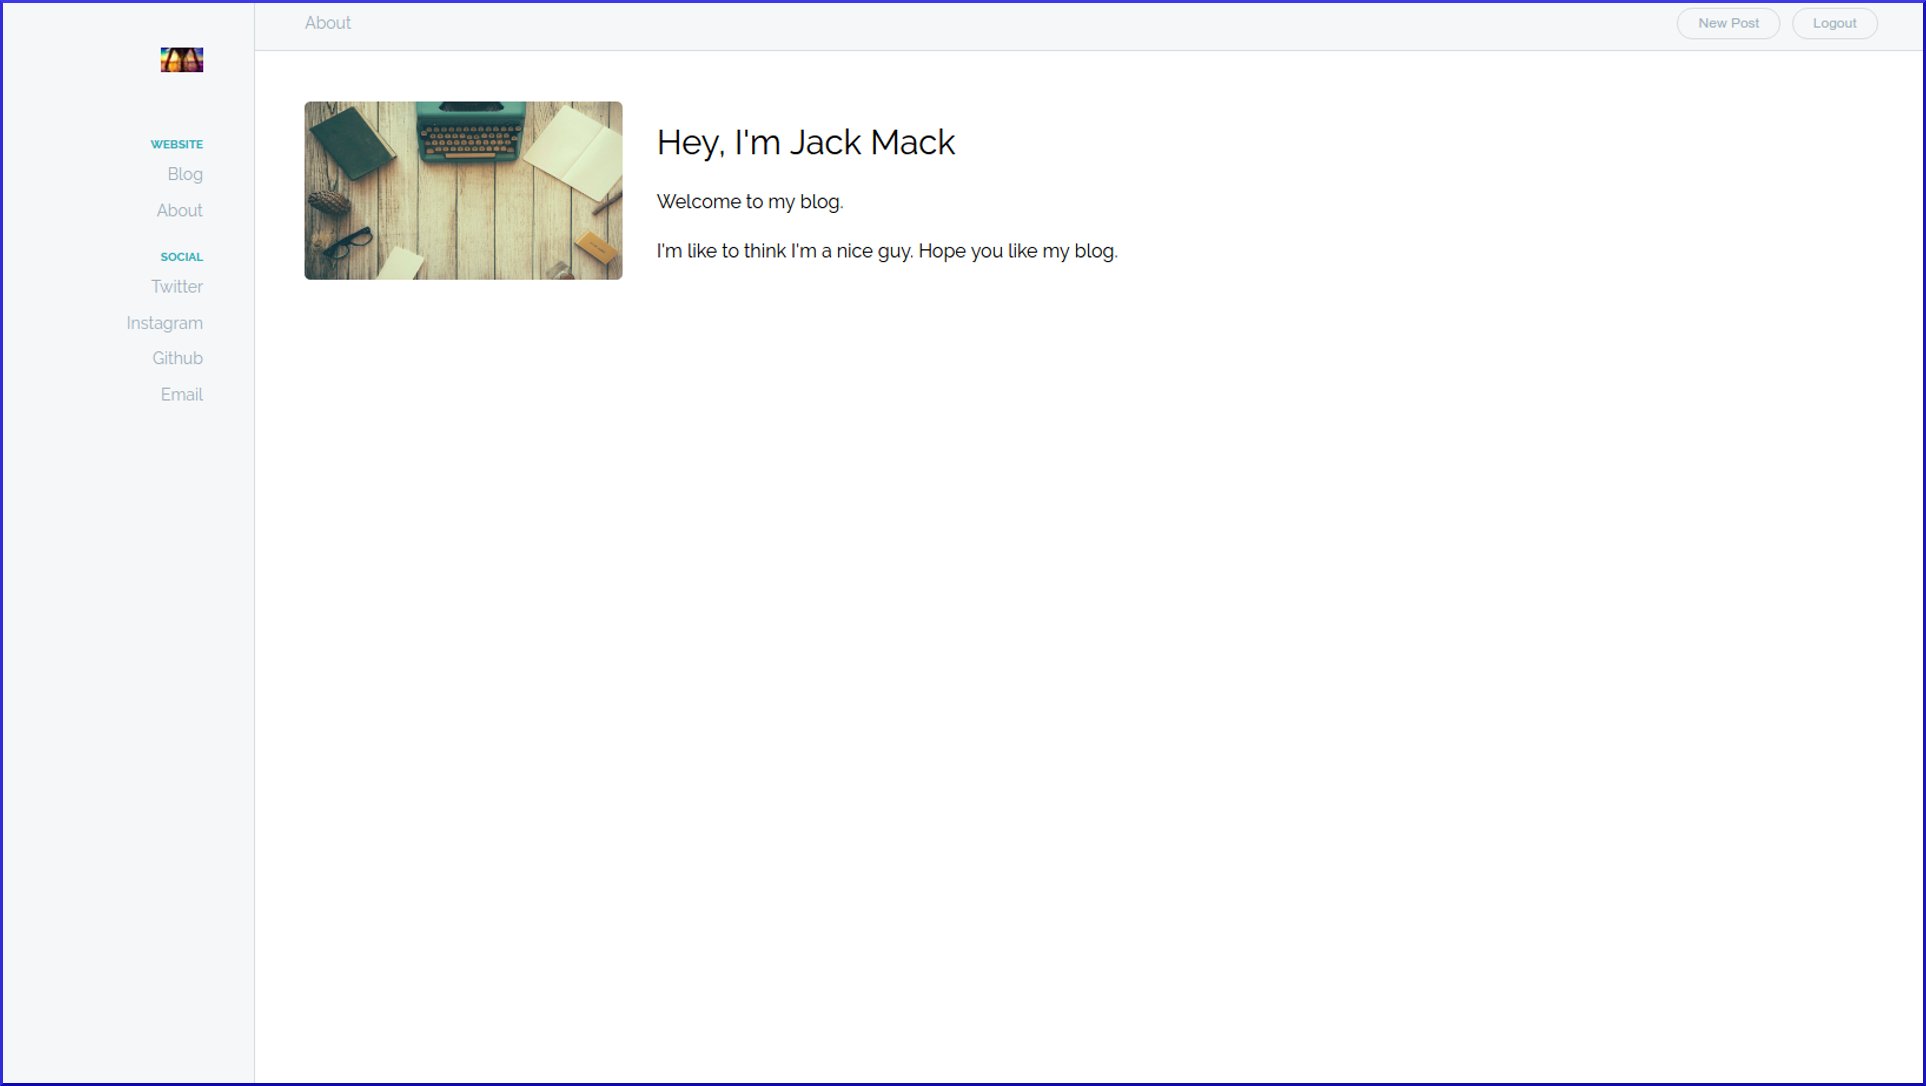 About
New Post
Logout
WEBSITE
Blog
About
SOCIAL
Twitter
Instagram
Github
Email
Hey, I'm Jack Mack
Welcome to my blog.
I'm like to think I'm a nice guy. Hope you like my blog.